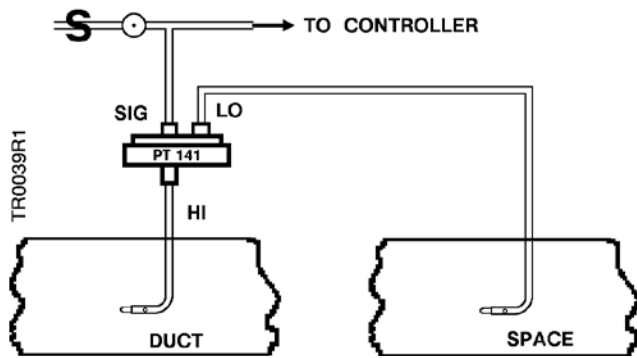 S
TO CONTROLLER
SIG
LO
PT 141
TR0039R1
HI
DUCT
SPACE